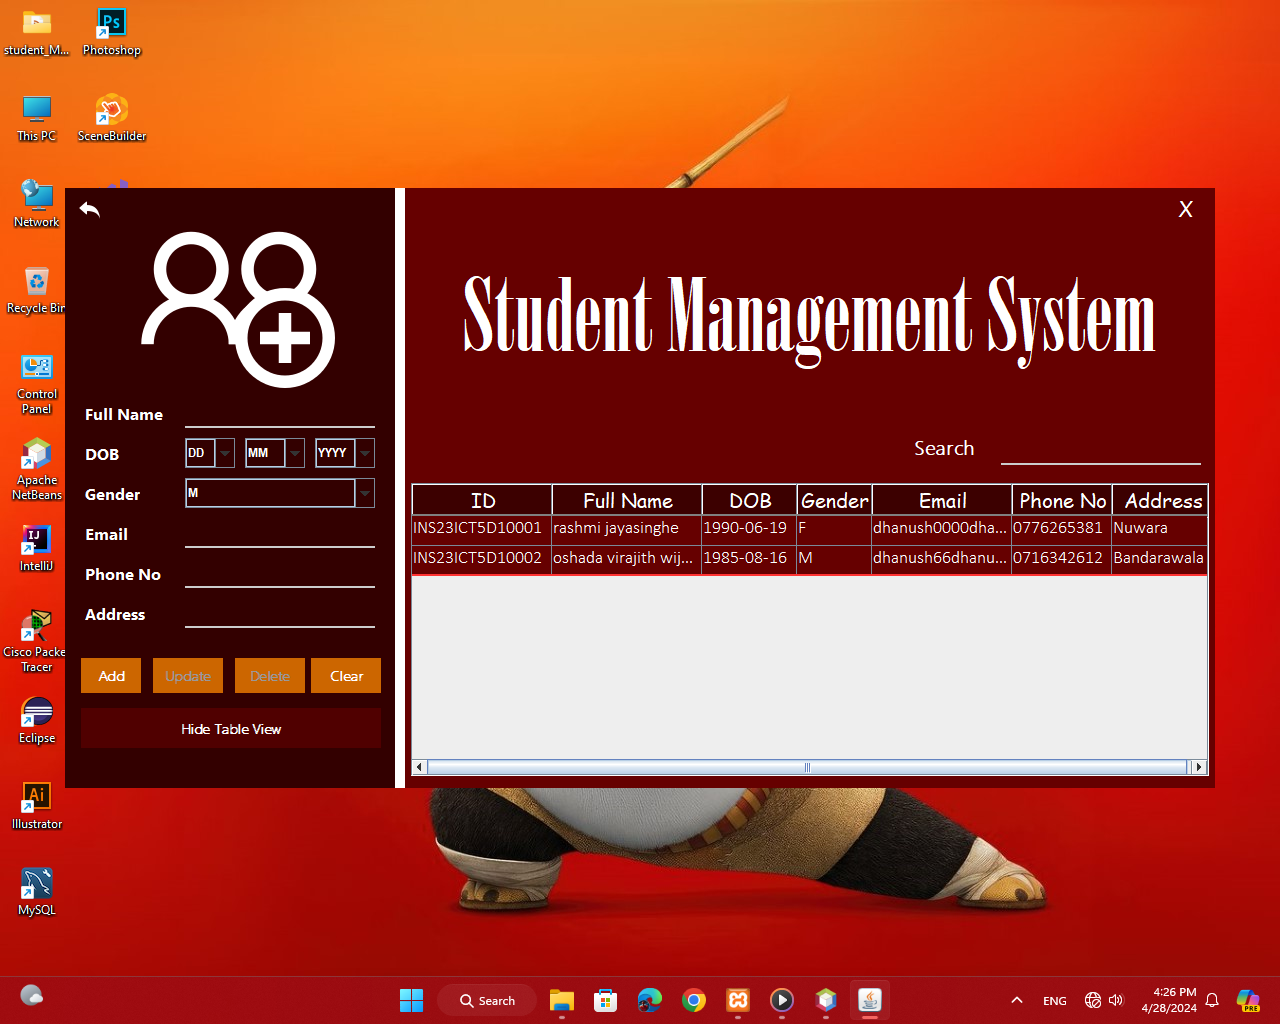 student_M...
Photoshop
This PC
SceneBuilder
Network
Recycle Bin
Control
Panel
Apache
NetBeans
IntelliJ
Cisco Packe
Tracer
Eclipse
Illustrator
MySQL
X
Student Management System
Full Name
DOB DD MM YYYY
Gender M
Email
Phone No
Address
Add Update Delete Clear
Hide Table View
Search
ID Full Name DOB Gender Email Phone No Address
INS23ICT5D10001 rashmi jayasinghe 1990-06-19 F dhanush0000dha... 0776265381 Nuwara
INS23ICT5D10002 oshada virajith wij... 1985-08-16 M dhanush66dhanu... 0716342612 Bandarawala
Search
ENG
4:26 PM
4/28/2024